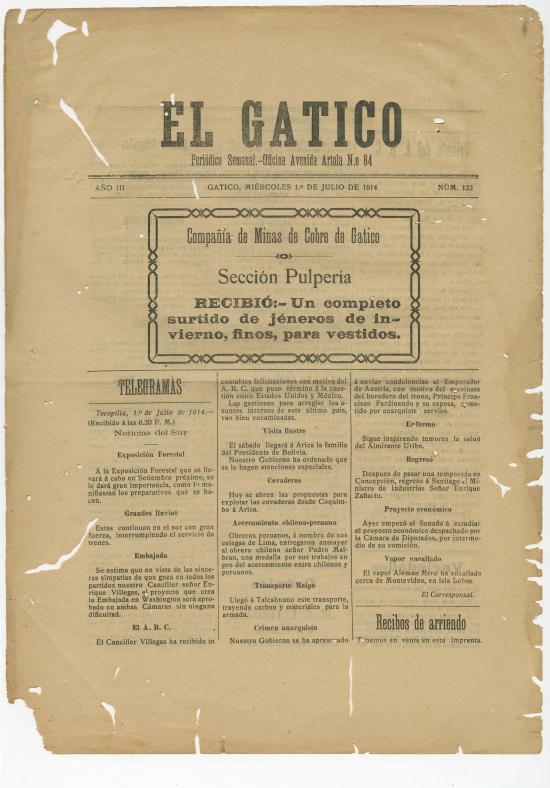 EL GATICO
Periódico Semanal.-Oficina Avenida Artola N.o 84
AÑO III
GATICO, MIÉRCOLES 1.º DE JULIO DE 1914
NÚM. 122
Compañía de Minas de Cobre de Gatico
Sección Pulpería
RECIBIÓ:- Un completo
surtido de jéneros de in-
vierno, finos, para vestidos.
TELEGRAMAS
Tocopilla, 1.º de Julio de 1914.—
(Recibido á las 6.20 P. M.)
Noticias del Sur
Exposición Forestal
A la Exposición Forestal que se lle-
vará á cabo en Setiembre próximo, se
le dará gran importancia, como lo ma-
nifiestan los preparativos que se ha-
cen.
Grandes lluvias
Estas continuan en el sur con gran
fuerza, interrumpiendo el servicio de
trenes.
Embajada
Se estima que en vista de las since-
ras simpatias de que goza en todos los
partidos nuestro Canciller señor En-
rique Villegas, el proyecto que crea
la Embajada en Washington será apro-
bado en ambas Cámaras sin ninguna
dificultad.
El A. B. C.
El Canciller Villegas ha recibido in
contables felicitaciones con motivo del
A. B. C. que puso término á la cues-
tión entre Estados Unidos y México.
Las gestiones para arreglar los a-
suntos internos de este último país,
van bien encaminadas.
Visita ilustre
El sábado llegará á Arica la familia
del Presidente de Bolivia.
Nuestro Gobierno ha ordenado que
se le hagan atenciones especiales.
Covaderas
Hoy se abren las propuestas para
explotar las covaderas desde Coquim-
bo á Arica.
Acercamiento chileno-peruano
Obreros peruanos, á nombre de sus
colegas de Lima, entregaron anteayer
al obrero chileno señor Pedro Mal-
bran, una medalla por sus trabajos en
pro del acercamiento entre chilenos y
peruanos.
Transporte Maipo
Llegó á Talcahuano este transporte,
trayendo carbon y materiales para la
armada.
Crimen anarquista
Nuestro Gobierno se ha apresurado
á enviar condolencias al Emperador
de Austria, con motivo del asesinato
del heredero del trono, Príncipe Fran-
cisco Ferdinando y su esposa, cometido
por anarquistas servios.
Enfermo
Sigue inspirando temores la salud
del Almirante Uribe.
Regreso
Despues de pasar una temporada en
Concepción, regresó á Santiago el Mi-
nistro de Industrias Señor Enrique
Zañartu.
Proyecto económico
Ayer empezó el Senado á estudiar
el proyecto económico despachado por
la Cámara de Diputados, por interme-
dio de su comisión.
Vapor encallado
El vapor Aleman Mera ha encallado
cerca de Montevideo, en isla Lobos.
El Corresponsal.
Recibos de arriendo
Tenemos en venta en esta imprenta.